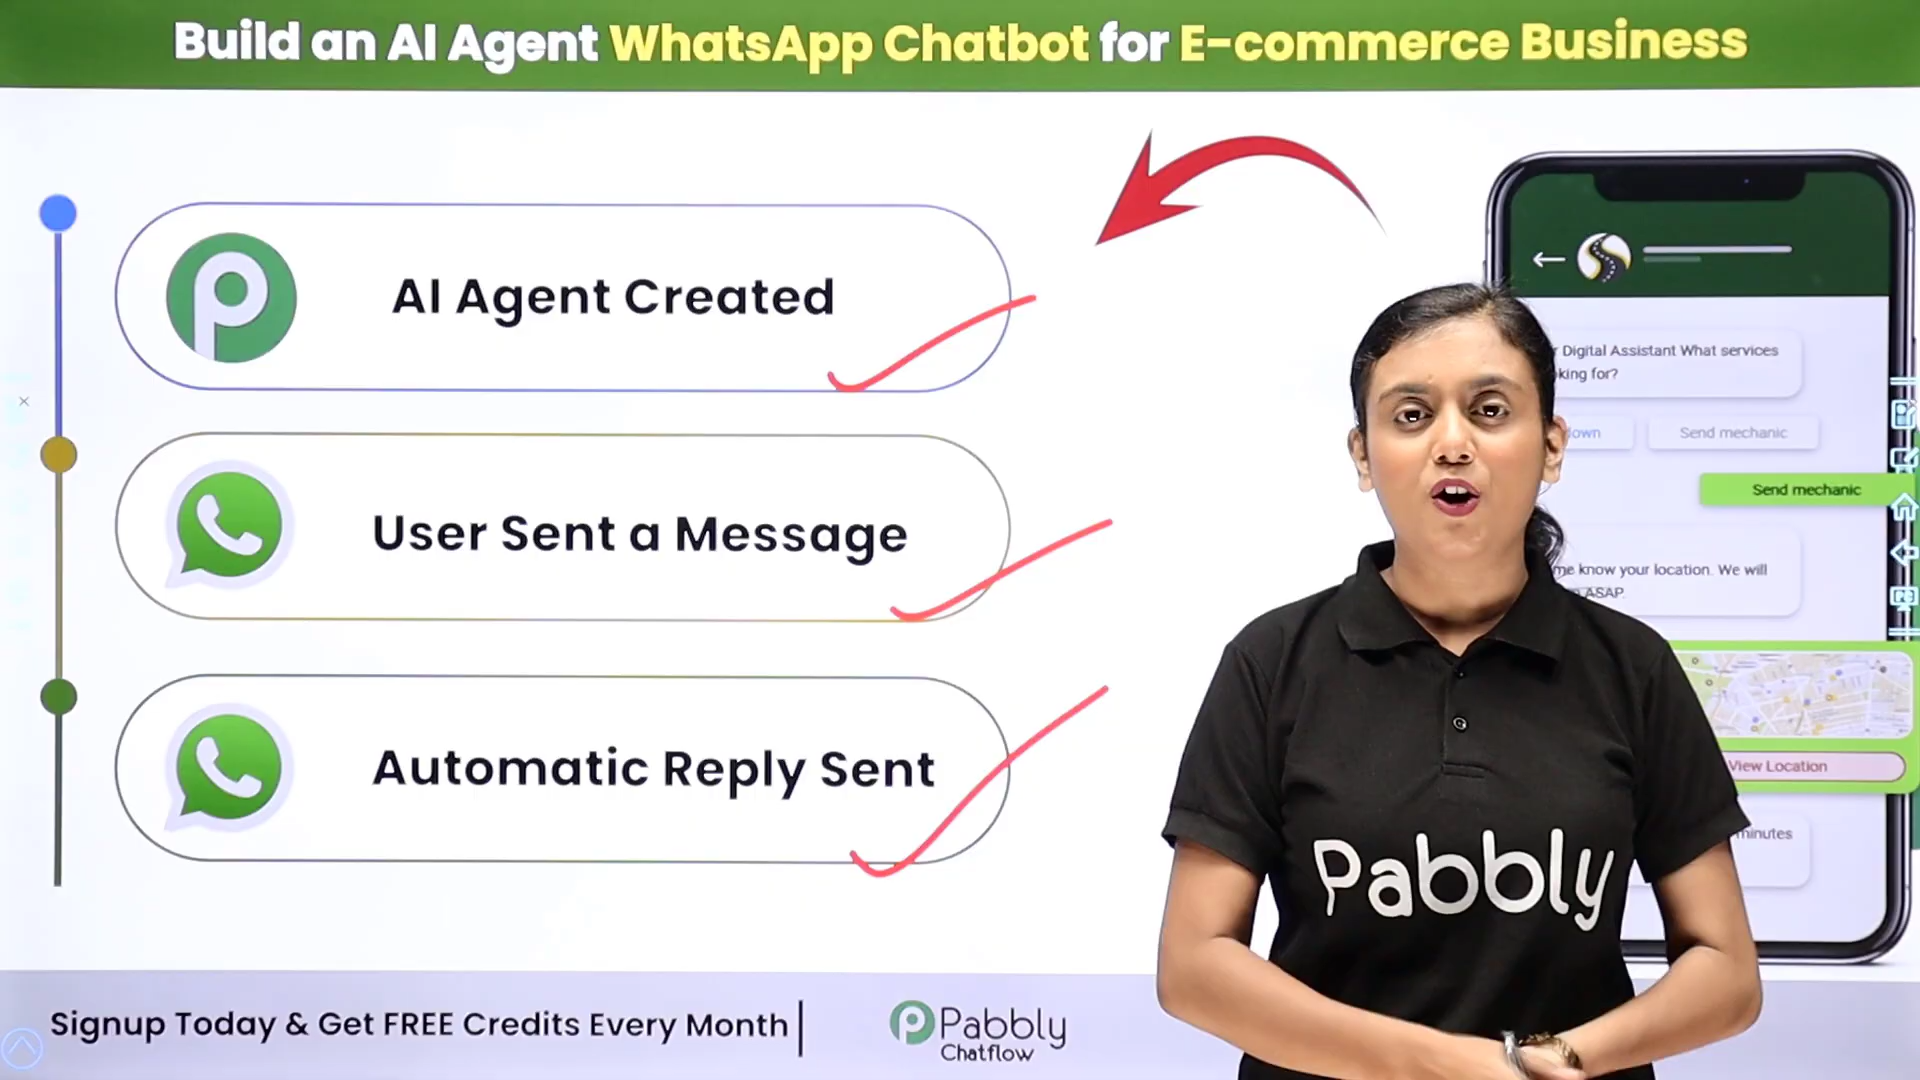 Build an AI Agent WhatsApp Chatbot for E-commerce Business
AI Agent Created
User Sent a Message
Automatic Reply Sent
Digital Assistant What services
king for?
own
Send mechanic
Send mechanic
me know your location. We will
ASAP.
View Location
minutes
Pabbly
Signup Today & Get FREE Credits Every Month
Pabbly
Chatflow